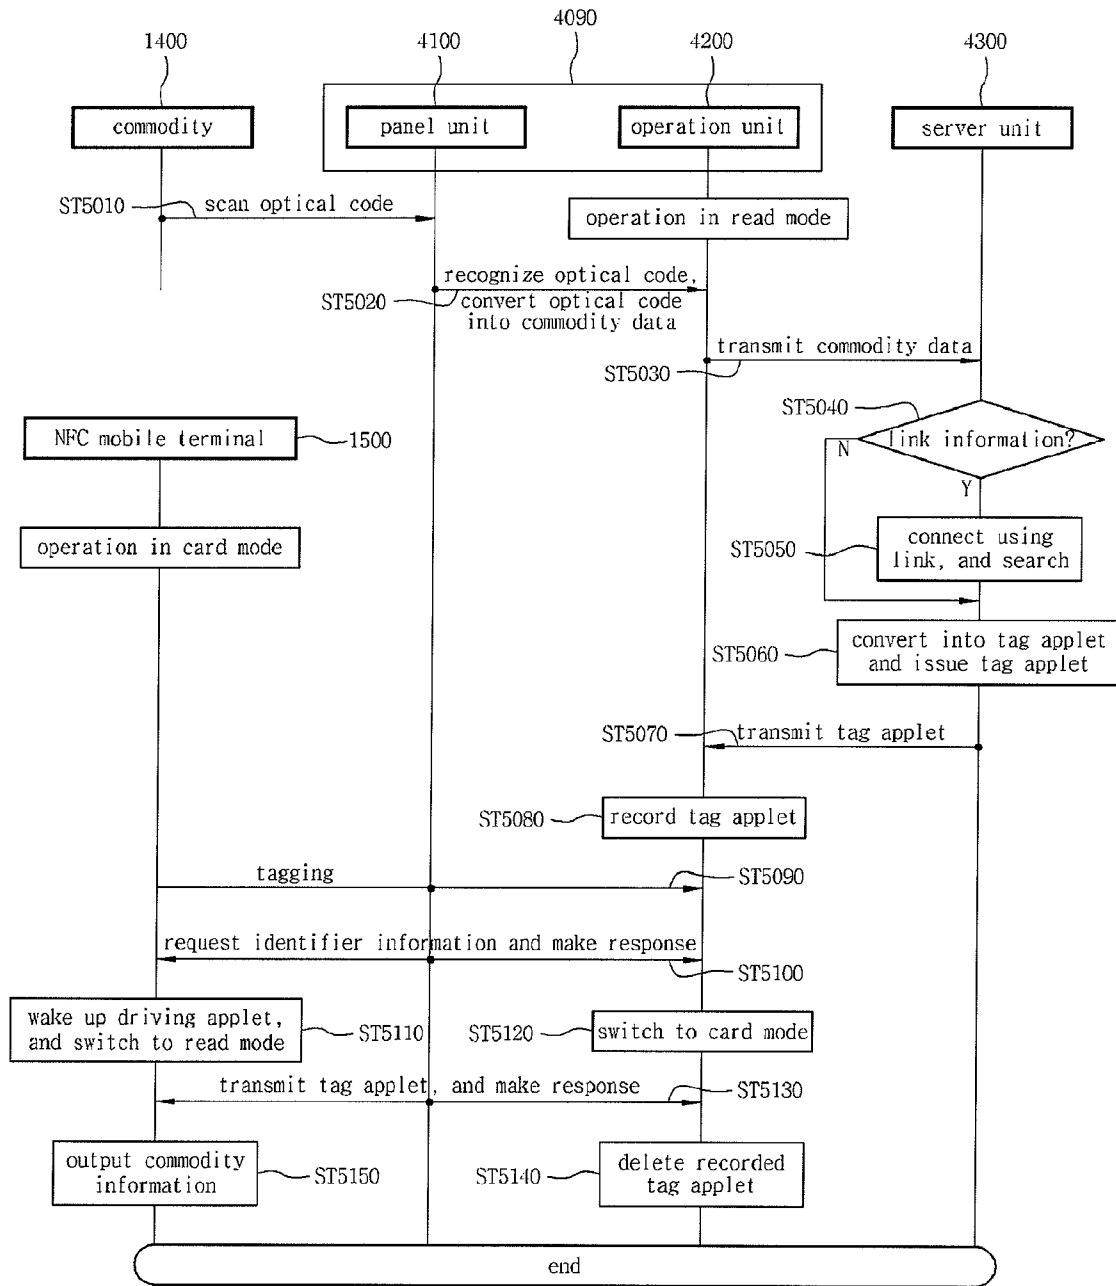 4090
1400
4100
4200
4300
commodity
panel unit
operation unit
server unit
ST5010
scan optical code
operation in read mode
recognize optical code,
ST5020
convert optical code
into commodity data
transmit commodity data
ST5030
ST5040
NFC mobile terminal
1500
link information?
N
Y
operation in card mode
ST5050
connect using
link, and search
ST5060
convert into tag applet
and issue tag applet
ST5070
transmit tag applet
ST5080
record tag applet
tagging
ST5090
request identifier information and make response
ST5100
wake up driving applet,
and switch to read mode
ST5110
ST5120
switch to card mode
transmit tag applet, and make response
ST5130
output commodity
information
ST5150
ST5140
delete recorded
tag applet
end